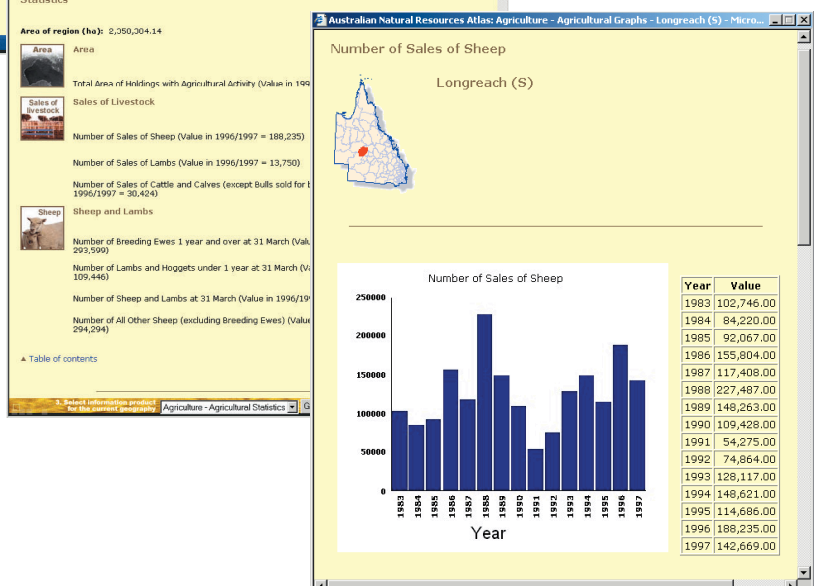 Statistics
Area of region (ha): 2,350,304.14
Area
Area
Total Area of Holdings with Agricultural Activity (Value in 199
Sales of
livestock
Sales of Livestock
Number of Sales of Sheep (Value in 1996/1997 = 188,235)
Number of Sales of Lambs (Value in 1996/1997 = 13,750)
Number of Sales of Cattle and Calves (except Bulls sold for
1996/1997 = 30,424)
Sheep
Sheep and Lambs
Number of Breeding Ewes 1 year and over at 31 March (Valu
293,599)
Number of Lambs and Hoggets under 1 year at 31 March (Va
109,446)
Number of Sheep and Lambs at 31 March (Value in 1996/19
Number of All Other Sheep (excluding Breeding Ewes) (Value
294,294)
Table of contents
3. Select information product
for the current geography
Agriculture - Agricultural Statistics
G
Australian Natural Resources Atlas: Agriculture - Agricultural Graphs - Longreach (S) - Micro...
Number of Sales of Sheep
Longreach (S)
Number of Sales of Sheep
250000
200000
150000
100000
50000
0
1983 1984 1985 1986 1987 1988 1989 1990 1991 1992 1993 1994 1995 1996 1997
Year
Year Value
1983 102,746.00
1984 84,220.00
1985 92,067.00
1986 155,804.00
1987 117,408.00
1988 227,487.00
1989 148,263.00
1990 109,428.00
1991 54,275.00
1992 74,864.00
1993 128,117.00
1994 148,621.00
1995 114,686.00
1996 188,235.00
1997 142,669.00